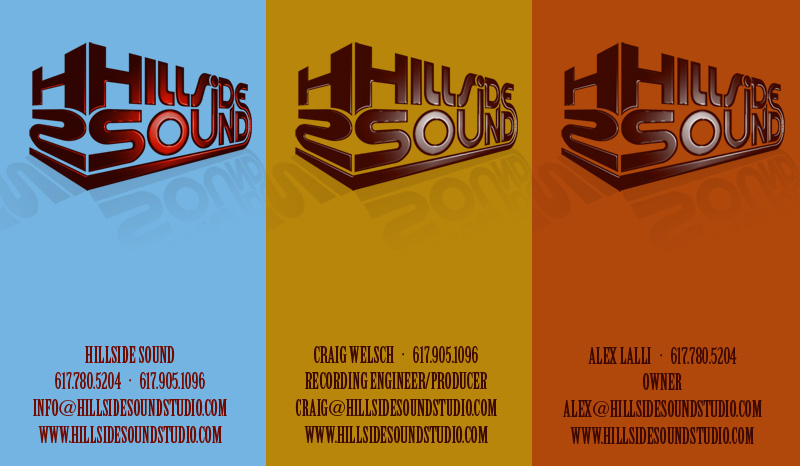 H HILLSiDE
S SOUND
HILLSIDE SOUND
617.780.5204 · 617.905.1096
INFO@HILLSIDESOUNDSTUDIO.COM
WWW.HILLSIDESOUNDSTUDIO.COM
H HILLSiDE
S SOUND
CRAIG WELSCH · 617.905.1096
RECORDING ENGINEER/PRODUCER
CRAIG@HILLSIDESOUNDSTUDIO.COM
WWW.HILLSIDESOUNDSTUDIO.COM
H HILLSiDE
S SOUND
ALEX LALLI · 617.780.5204
OWNER
ALEX@HILLSIDESOUNDSTUDIO.COM
WWW.HILLSIDESOUNDSTUDIO.COM